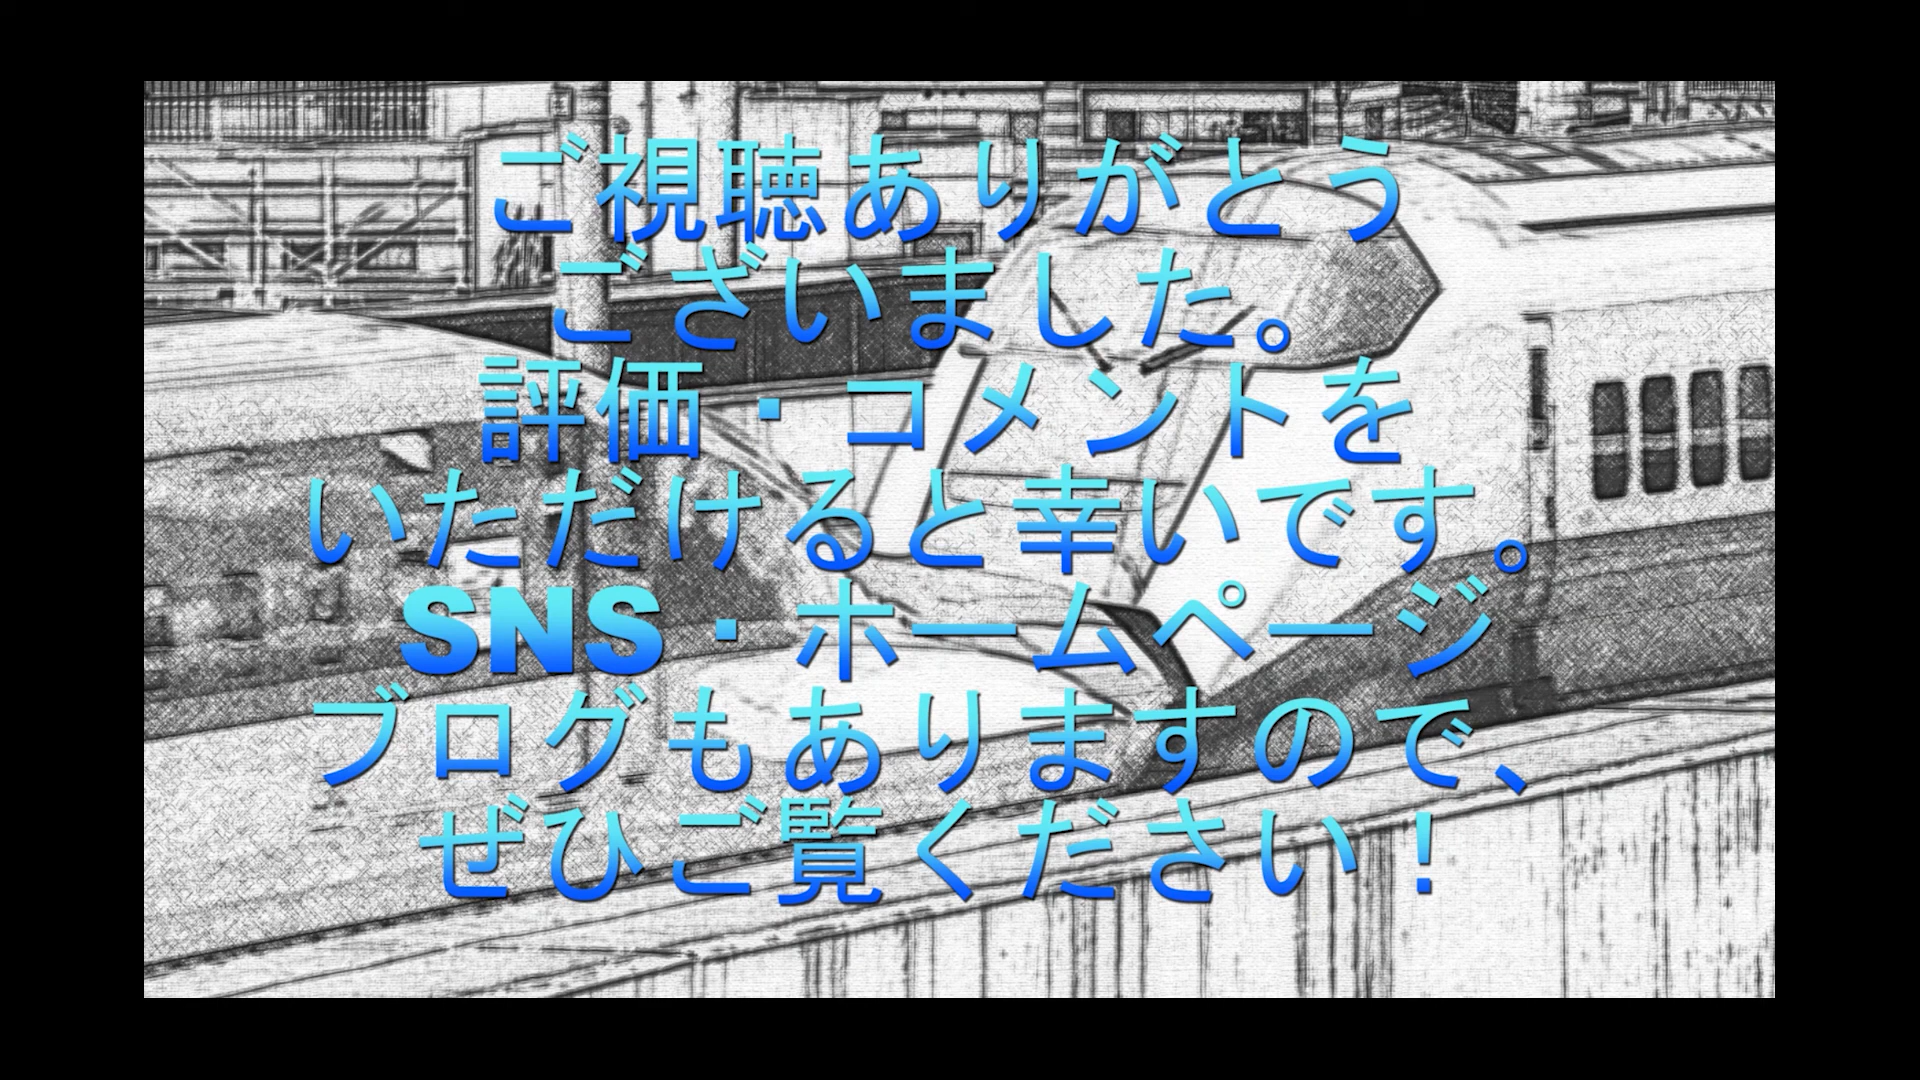 ご視聴ありがとう
ございました。
評価・コメントを
いただけると幸いです。
SNS・ホームページ
ブログもありますので、
ぜひご覧ください！